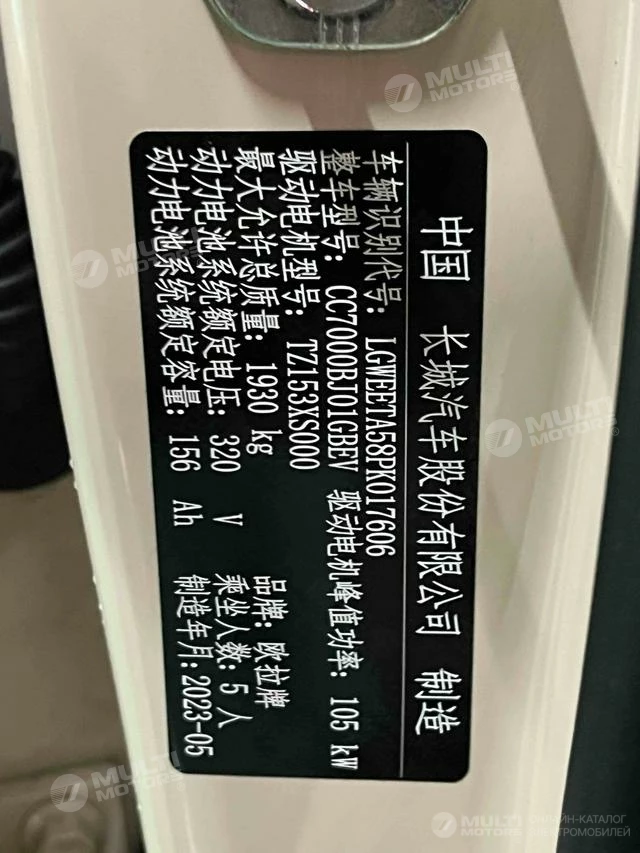 中国 长城汽车股份有限公司 制造
车辆识别代号: LGWEETA58PK017606
整车型号: CC7000BJ01GBEV 驱动电机峰值功率: 105 kW
驱动电机型号: TZ153XS000
最大允许总质量: 1930 kg 品牌: 欧拉牌
动力电池系统额定电压: 320 V 乘坐人数: 5 人
动力电池系统额定容量: 156 Ah 制造年月: 2023-05
MULTI MOTORS
MULTI MOTORS
MULTI MOTORS
MULTI MOTORS
MULTI MOTORS
ОНЛАЙН-КАТАЛОГ
ЭЛЕКТРОМОБИЛЕЙ